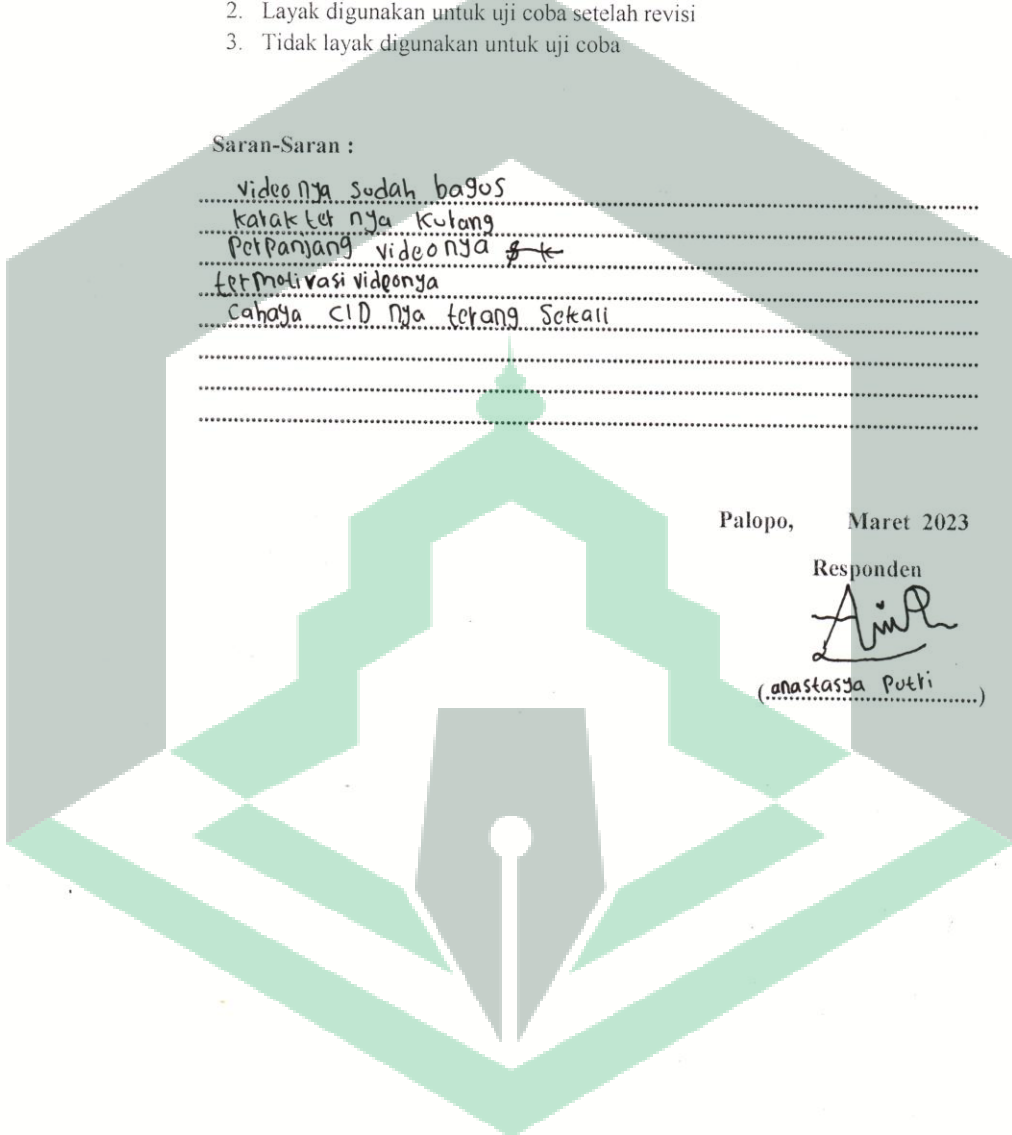 2. Layak digunakan untuk uji coba setelah revisi
3. Tidak layak digunakan untuk uji coba
Saran-Saran :
videonya sudah bagus
karakter nya kurang
Perpanjang videonya
termotivasi videonya
cahaya CID nya terang Sekali
Palopo, Maret 2023
Responden
(anastasya Putri)